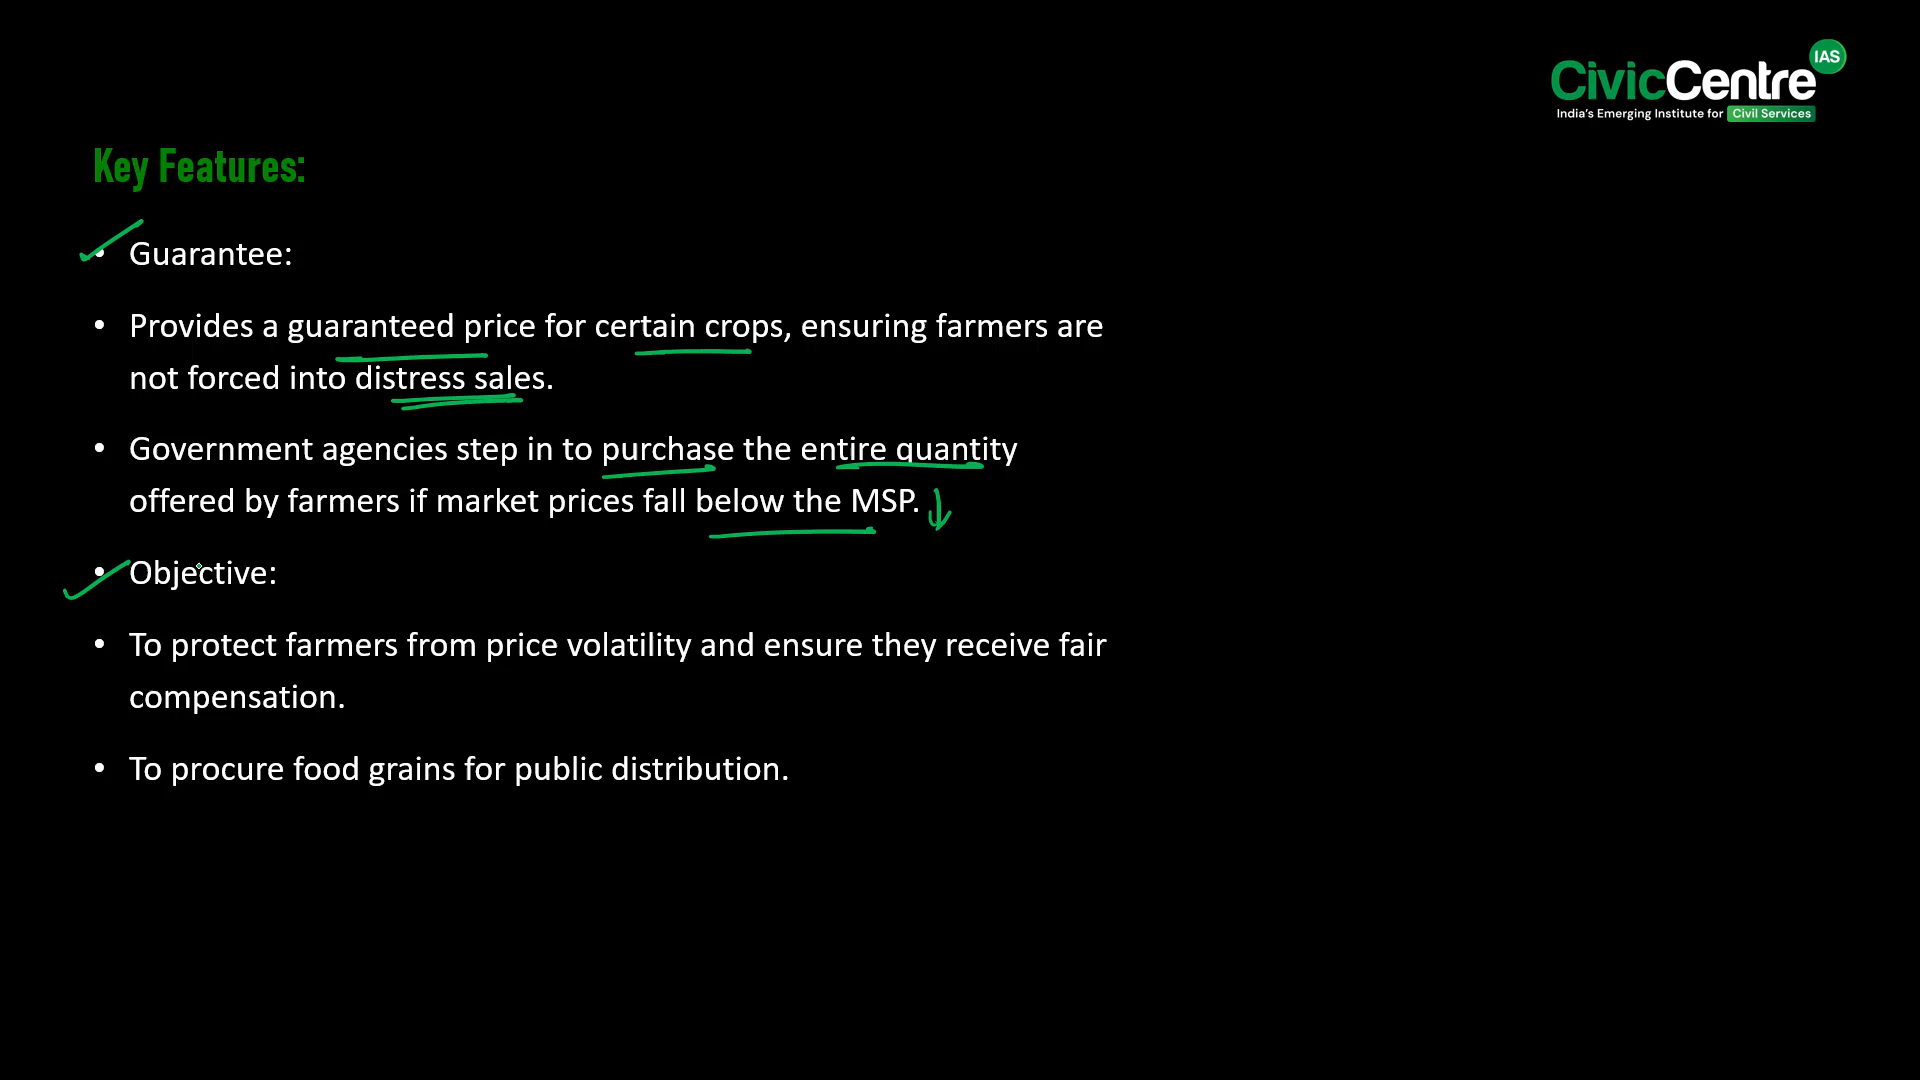 IAS
CivicCentre
India's Emerging Institute for Civil Services
Key Features:
• Guarantee:
• Provides a guaranteed price for certain crops, ensuring farmers are
not forced into distress sales.
• Government agencies step in to purchase the entire quantity
offered by farmers if market prices fall below the MSP.
• Objective:
• To protect farmers from price volatility and ensure they receive fair
compensation.
• To procure food grains for public distribution.